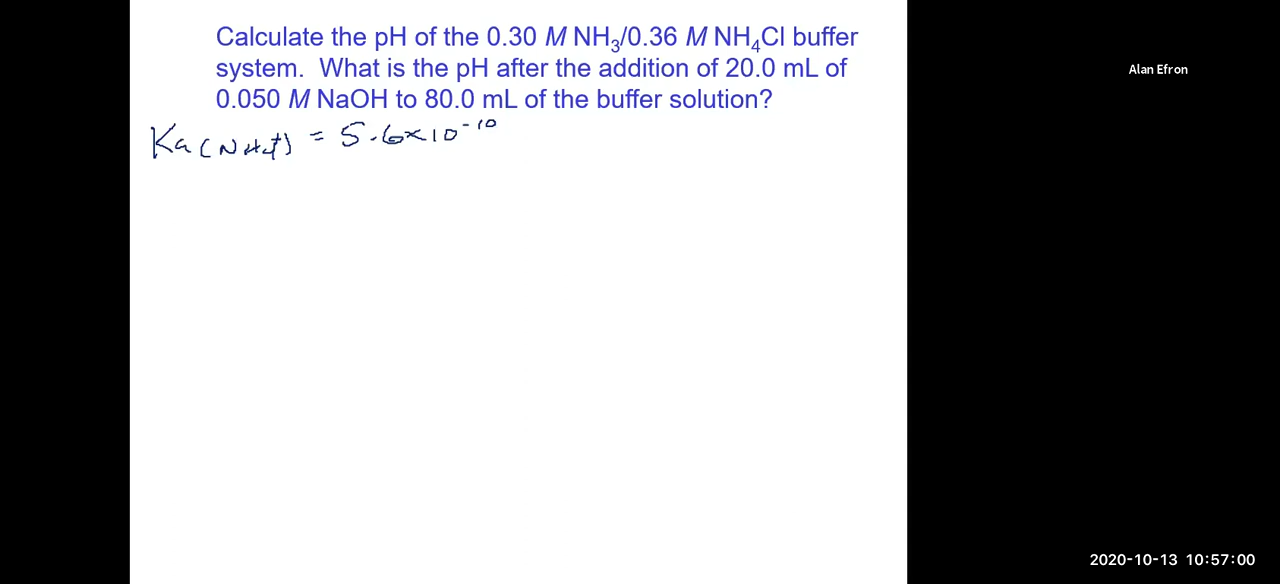 Calculate the pH of the 0.30 M NH₃/0.36 M NH₄Cl buffer
system. What is the pH after the addition of 20.0 mL of
0.050 M NaOH to 80.0 mL of the buffer solution?
Ka(NH₄⁺) = 5.6×10⁻¹⁰
Alan Efron
2020-10-13 10:57:00